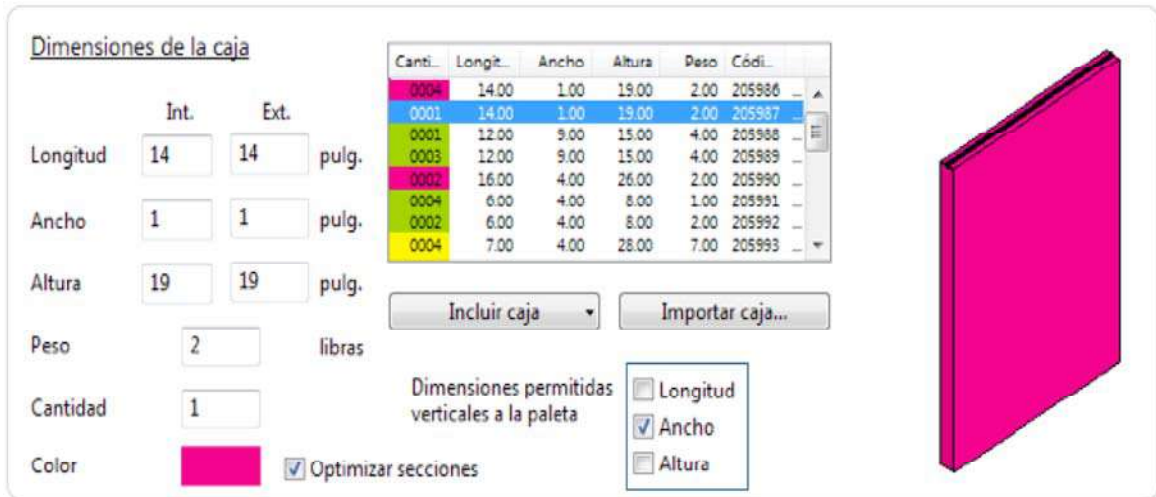 Dimensiones de la caja
Int. Ext.
Longitud 14 14 pulg.
Ancho 1 1 pulg.
Altura 19 19 pulg.
Peso 2 libras
Cantidad 1
Color
Optimizar secciones
Canti... Longit... Ancho Altura Peso Códi...
0004 14.00 1.00 19.00 2.00 205986 ...
0001 14.00 1.00 19.00 2.00 205987 ...
0001 12.00 9.00 15.00 4.00 205988 ...
0003 12.00 9.00 15.00 4.00 205989 ...
0002 16.00 4.00 26.00 2.00 205990 ...
0004 6.00 4.00 8.00 1.00 205991 ...
0002 6.00 4.00 8.00 2.00 205992 ...
0004 7.00 4.00 28.00 7.00 205993 ...
Incluir caja Importar caja...
Dimensiones permitidas
verticales a la paleta
Longitud
Ancho
Altura